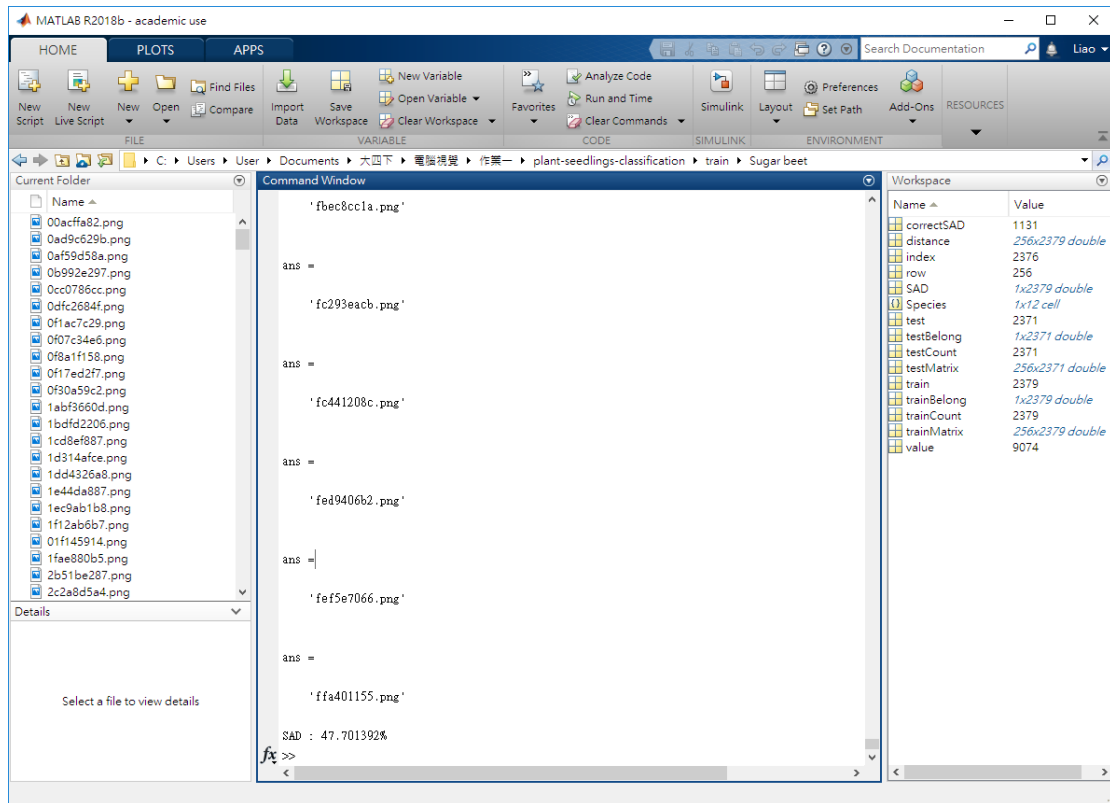 MATLAB R2018b - academic use
HOME PLOTS APPS Search Documentation Liao
New Script New Live Script New Open Find Files Compare Import Data Save Workspace New Variable Open Variable Clear Workspace Favorites Analyze Code Run and Time Clear Commands Simulink Layout Preferences Set Path Add-Ons RESOURCES
FILE VARIABLE CODE SIMULINK ENVIRONMENT
C: Users User Documents 大四下 電腦視覺 作業一 plant-seedlings-classification train Sugar beet
Current Folder
Name
00acffa82.png
0ad9c629b.png
0af59d58a.png
0b992e297.png
0cc0786cc.png
0dfc2684f.png
0f1ac7c29.png
0f07c34e6.png
0f8a1f158.png
0f17ed2f7.png
0f30a59c2.png
1abf3660d.png
1bdfd2206.png
1cd8ef887.png
1d314afce.png
1dd4326a8.png
1e44da887.png
1ec9ab1b8.png
1f12ab6b7.png
01f145914.png
1fae880b5.png
2b51be287.png
2c2a8d5a4.png
Details
Select a file to view details
Command Window
'fbec8cc1a.png'
ans =
'fc293eacb.png'
ans =
'fc441208c.png'
ans =
'fed9406b2.png'
ans =
'fef5e7066.png'
ans =
'ffa401155.png'
SAD : 47.701392%
fx >>
Workspace
Name Value
correctSAD 1131
distance 256x2379 double
index 2376
row 256
SAD 1x2379 double
Species 1x12 cell
test 2371
testBelong 1x2371 double
testCount 2371
testMatrix 256x2371 double
train 2379
trainBelong 1x2379 double
trainCount 2379
trainMatrix 256x2379 double
value 9074